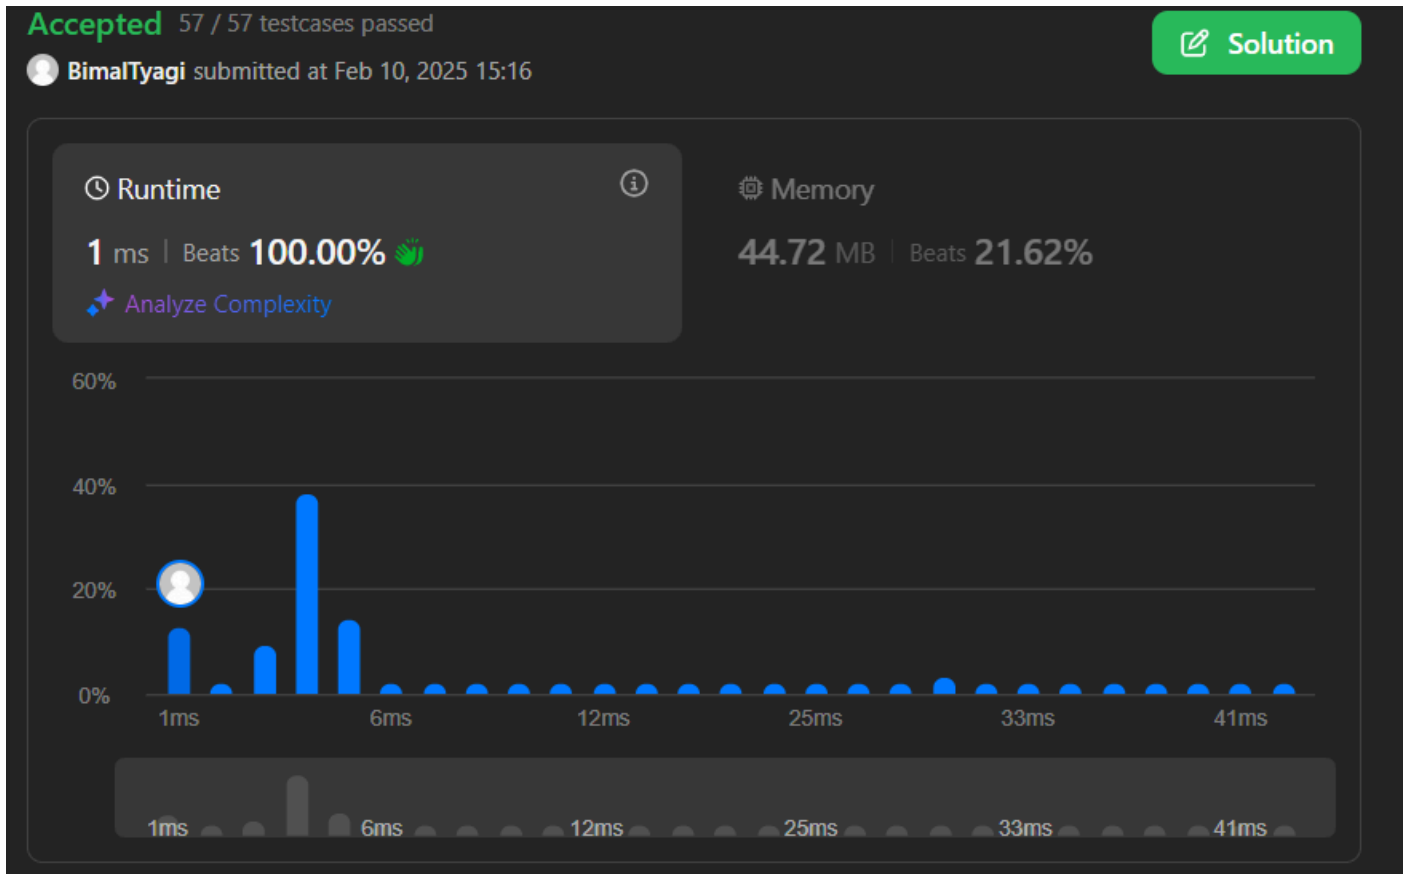 Accepted 57 / 57 testcases passed
Solution
BimalTyagi submitted at Feb 10, 2025 15:16
Runtime
1 ms | Beats 100.00%
Analyze Complexity
Memory
44.72 MB | Beats 21.62%
60%
40%
20%
0%
1ms 6ms 12ms 25ms 33ms 41ms
1ms 6ms 12ms 25ms 33ms 41ms